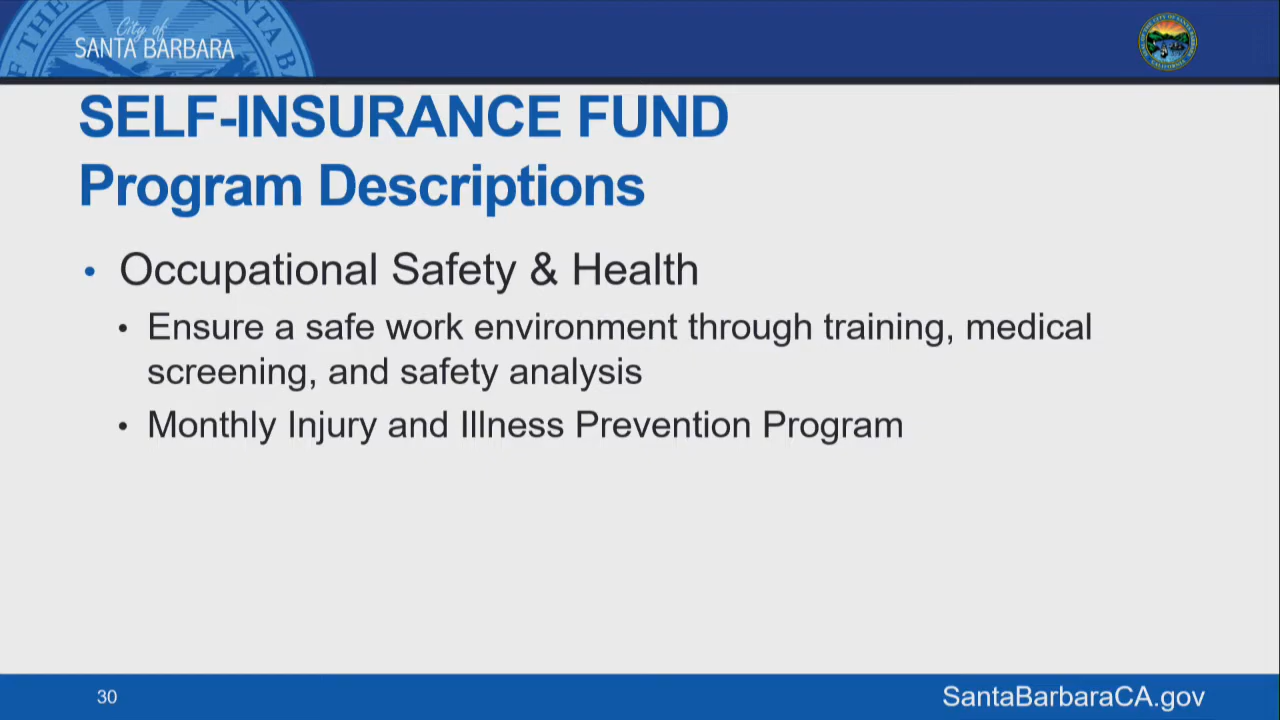 City of
SANTA BARBARA
SELF-INSURANCE FUND
Program Descriptions
• Occupational Safety & Health
• Ensure a safe work environment through training, medical
screening, and safety analysis
• Monthly Injury and Illness Prevention Program
30
SantaBarbaraCA.gov